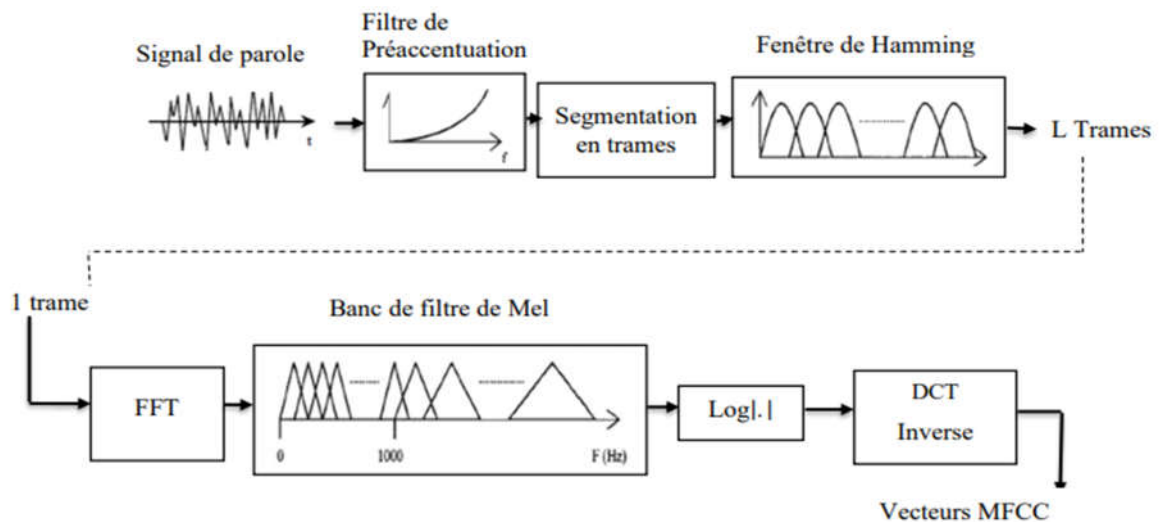 Signal de parole
t
Filtre de
Préaccentuation
f
Segmentation
en trames
Fenêtre de Hamming
L Trames
1 trame
FFT
Banc de filtre de Mel
0
1000
F (Hz)
Log|.|
DCT
Inverse
Vecteurs MFCC